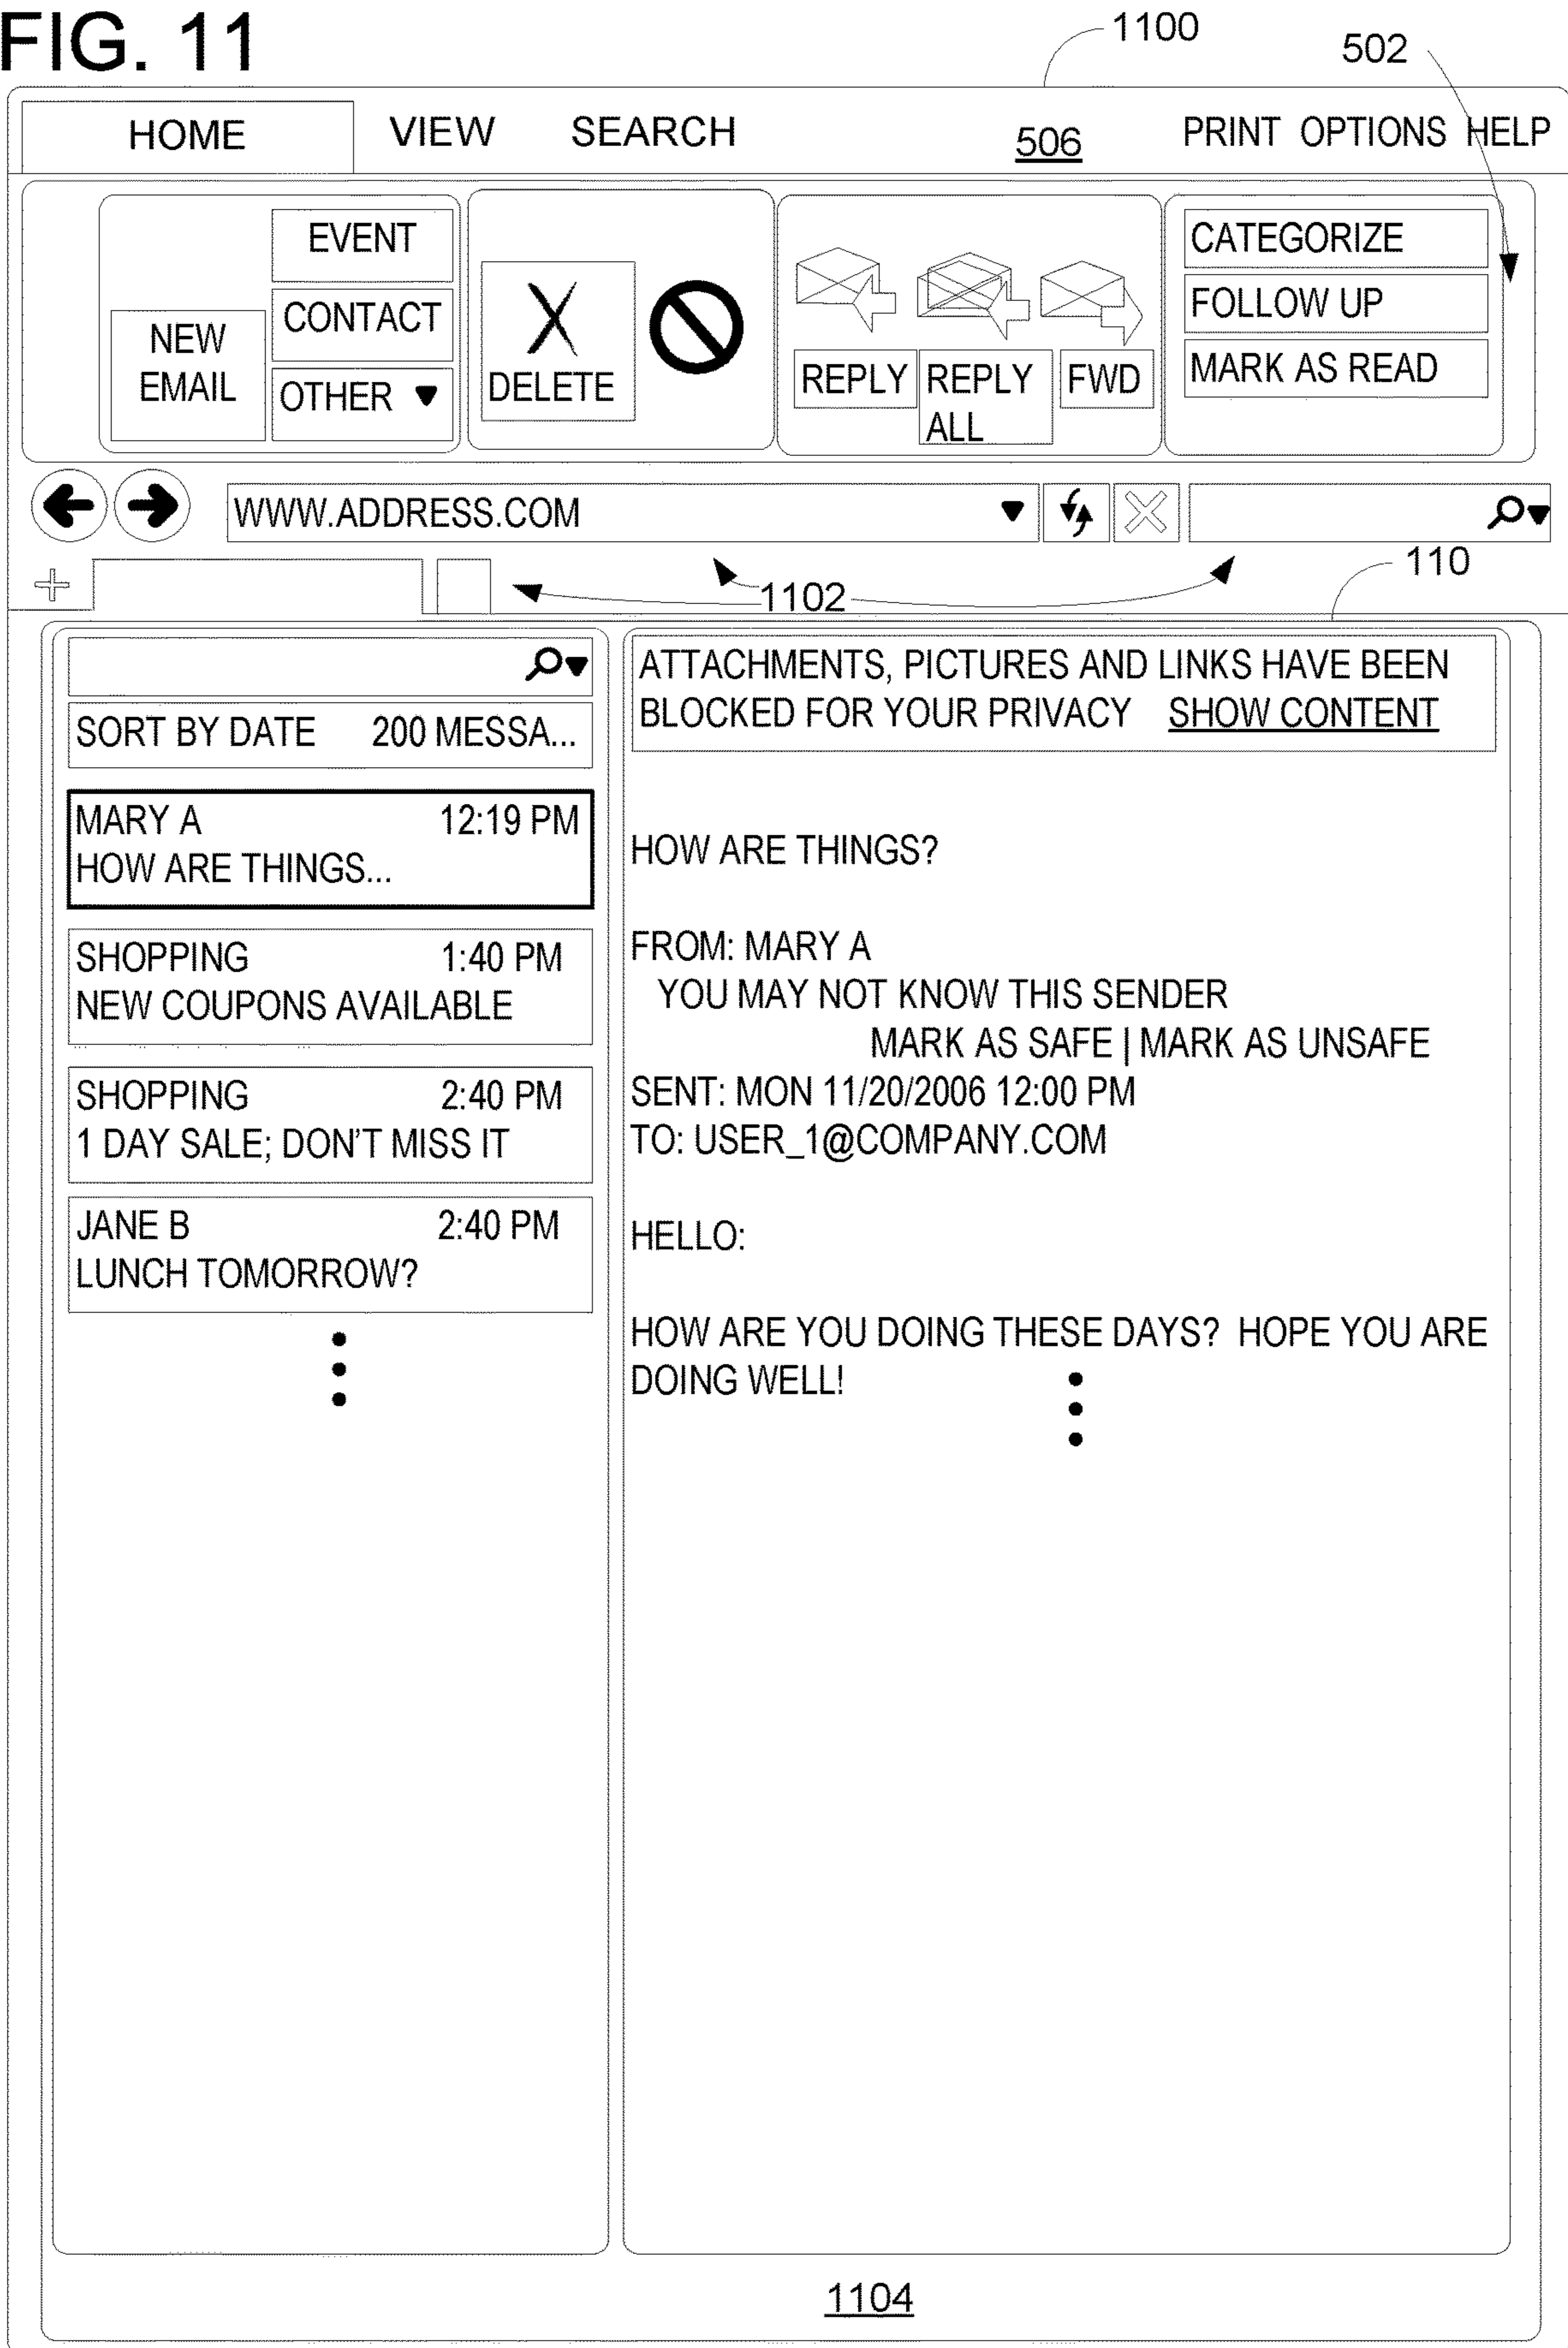 FIG. 11
1100
502
HOME VIEW SEARCH 506 PRINT OPTIONS HELP
NEW
EMAIL
EVENT
CONTACT
OTHER
X
DELETE
REPLY
REPLY
ALL
FWD
CATEGORIZE
FOLLOW UP
MARK AS READ
WWW.ADDRESS.COM
1102
110
SORT BY DATE 200 MESSA...
MARY A 12:19 PM
HOW ARE THINGS...
SHOPPING 1:40 PM
NEW COUPONS AVAILABLE
SHOPPING 2:40 PM
1 DAY SALE; DON'T MISS IT
JANE B 2:40 PM
LUNCH TOMORROW?
ATTACHMENTS, PICTURES AND LINKS HAVE BEEN
BLOCKED FOR YOUR PRIVACY SHOW CONTENT
HOW ARE THINGS?
FROM: MARY A
YOU MAY NOT KNOW THIS SENDER
MARK AS SAFE | MARK AS UNSAFE
SENT: MON 11/20/2006 12:00 PM
TO: USER_1@COMPANY.COM
HELLO:
HOW ARE YOU DOING THESE DAYS? HOPE YOU ARE
DOING WELL!
1104